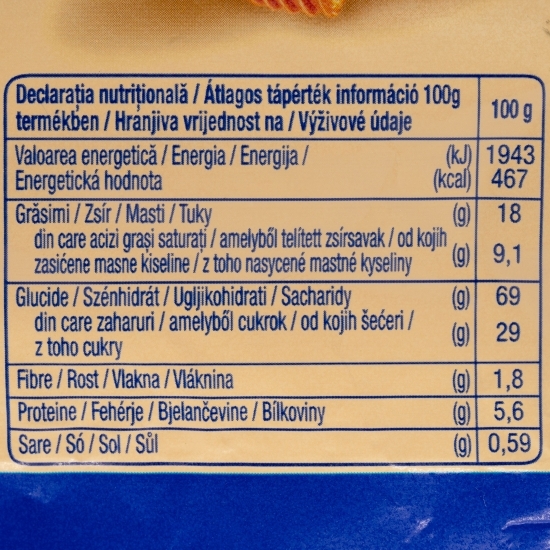 Declarația nutrițională / Átlagos tápérték információ 100g
termékben / Hranjiva vrijednost na / Výživové údaje
100 g
Valoarea energetică / Energia / Energija / (kJ) 1943
Energetická hodnota (kcal) 467
Grăsimi / Zsír / Masti / Tuky (g) 18
din care acizi grași saturați / amelyből telített zsírsavak / od kojih
zasićene masne kiseline / z toho nasycené mastné kyseliny (g) 9,1
Glucide / Szénhidrát / Ugljikohidrati / Sacharidy (g) 69
din care zaharuri / amelyből cukrok / od kojih šećeri /
z toho cukry (g) 29
Fibre / Rost / Vlakna / Vláknina (g) 1,8
Proteine / Fehérje / Bjelančevine / Bílkoviny (g) 5,6
Sare / Só / Sol / Sůl (g) 0,59